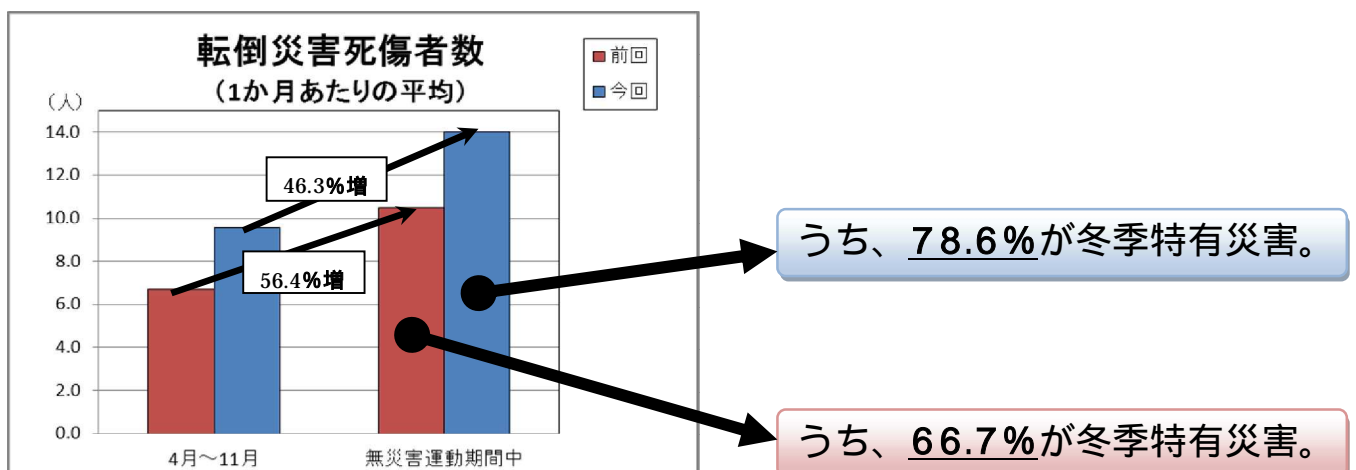 転倒災害死傷者数
（1か月あたりの平均）
■前回
■今回
（人）
14.0
12.0
10.0
8.0
6.0
4.0
2.0
0.0
46.3%増
56.4%増
4月～11月
無災害運動期間中
うち、７８.６％が冬季特有災害。
うち、６６.７％が冬季特有災害。